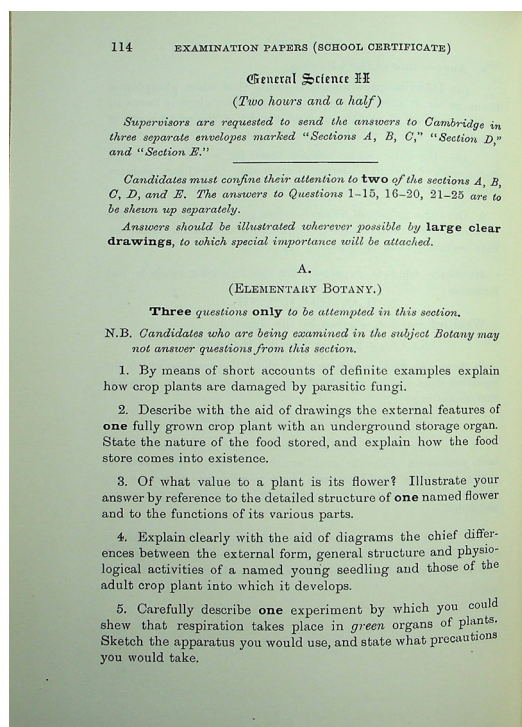 114 EXAMINATION PAPERS (SCHOOL CERTIFICATE)
General Science II
(Two hours and a half)
Supervisors are requested to send the answers to Cambridge in
three separate envelopes marked “Sections A, B, C,” “Section D,”
and “Section E.”
Candidates must confine their attention to two of the sections A, B,
C, D, and E. The answers to Questions 1–15, 16–20, 21–25 are to
be shewn up separately.
Answers should be illustrated wherever possible by large clear
drawings, to which special importance will be attached.
A.
(ELEMENTARY BOTANY.)
Three questions only to be attempted in this section.
N.B. Candidates who are being examined in the subject Botany may
not answer questions from this section.
1. By means of short accounts of definite examples explain
how crop plants are damaged by parasitic fungi.
2. Describe with the aid of drawings the external features of
one fully grown crop plant with an underground storage organ.
State the nature of the food stored, and explain how the food
store comes into existence.
3. Of what value to a plant is its flower? Illustrate your
answer by reference to the detailed structure of one named flower
and to the functions of its various parts.
4. Explain clearly with the aid of diagrams the chief differ-
ences between the external form, general structure and physio-
logical activities of a named young seedling and those of the
adult crop plant into which it develops.
5. Carefully describe one experiment by which you could
shew that respiration takes place in green organs of plants.
Sketch the apparatus you would use, and state what precautions
you would take.